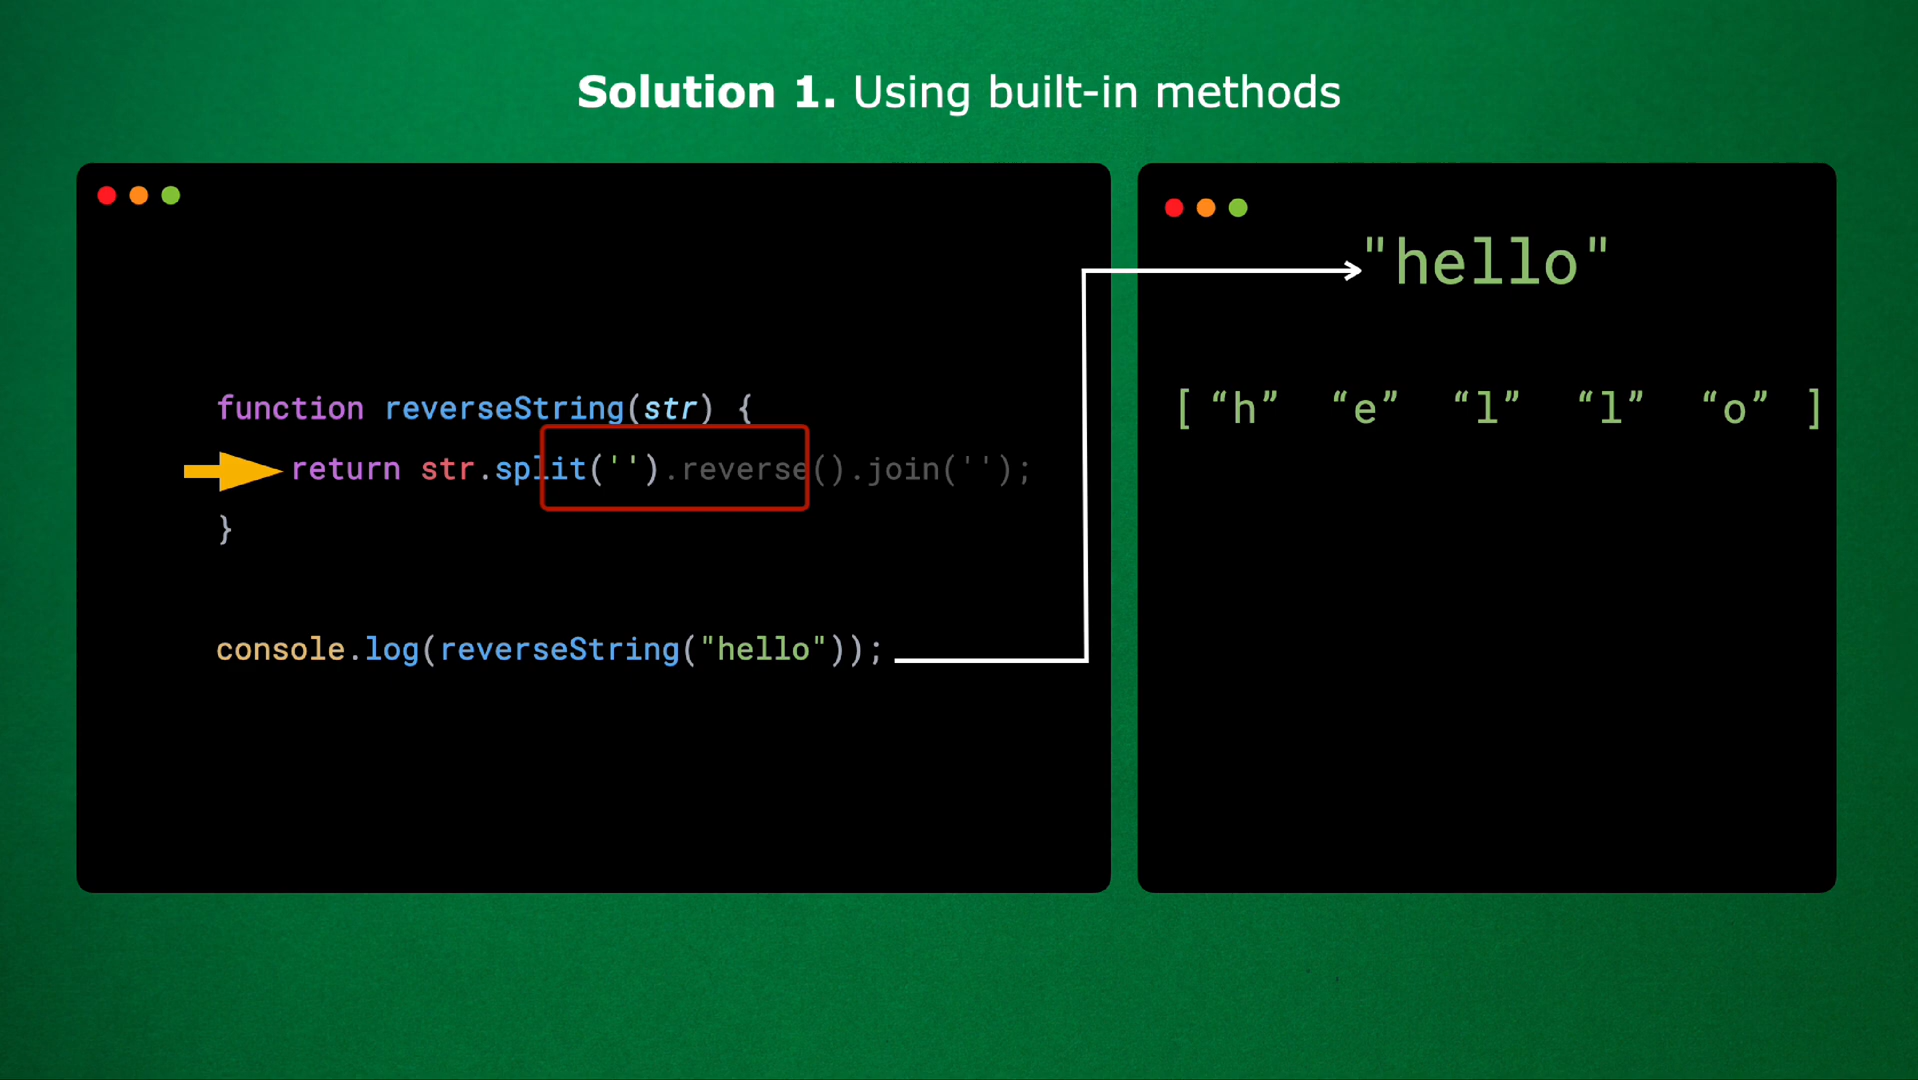 Solution 1. Using built-in methods
function reverseString(str) {
return str.split('').reverse().join('');
}
console.log(reverseString("hello"));
"hello"
[ “h” “e” “l” “l” “o” ]